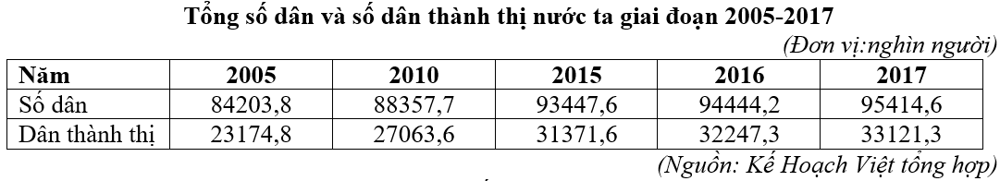 Tổng số dân và số dân thành thị nước ta giai đoạn 2005-2017
(Đơn vị:nghìn người)
Năm 2005 2010 2015 2016 2017
Số dân 84203,8 88357,7 93447,6 94444,2 95414,6
Dân thành thị 23174,8 27063,6 31371,6 32247,3 33121,3
(Nguồn: Kế Hoạch Việt tổng hợp)